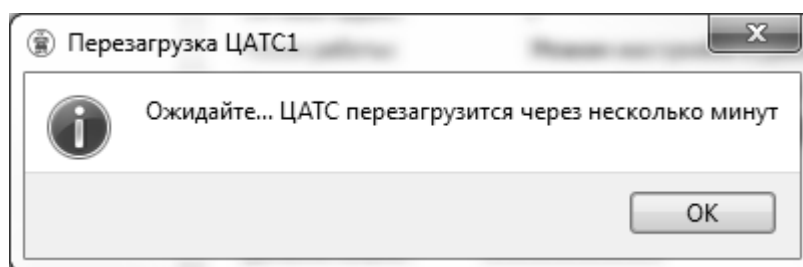 Перезагрузка ЦАТС1
Ожидайте... ЦАТС перезагрузится через несколько минут
OK